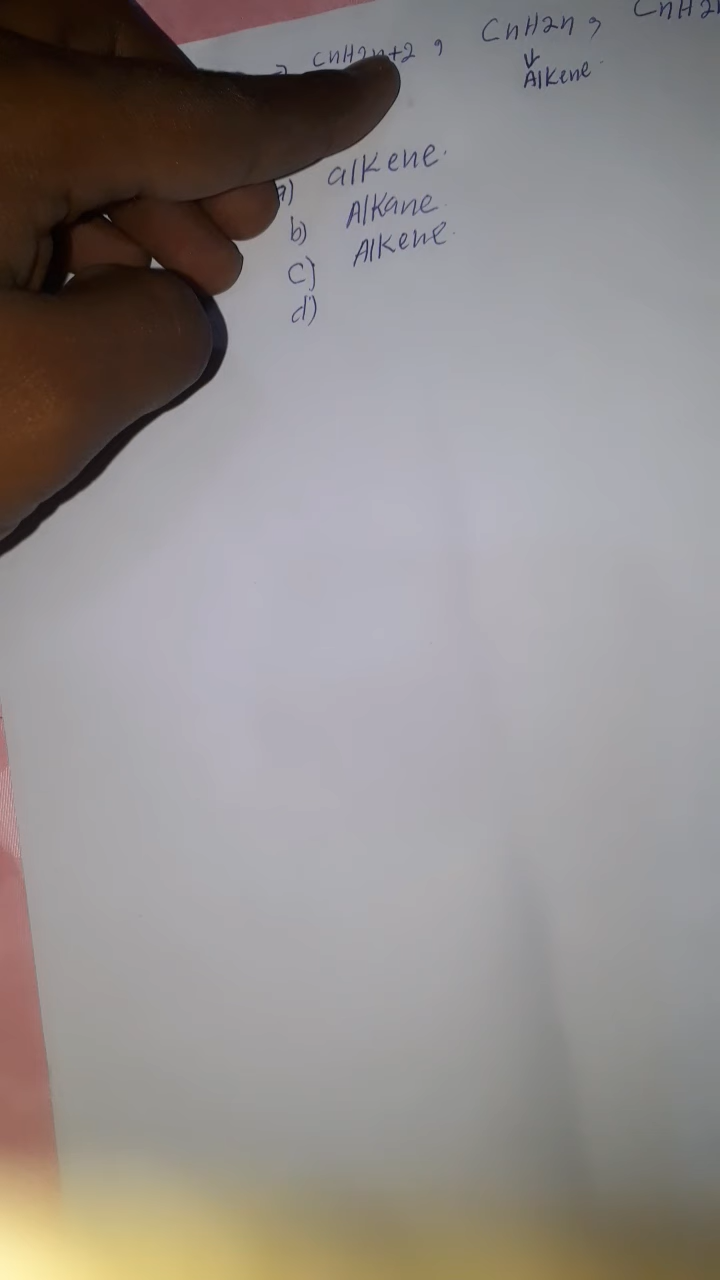 CnH2n+2 , CnH2n , CnH2
Alkene.
a) alkene.
b) Alkane.
c) Alkene.
d)